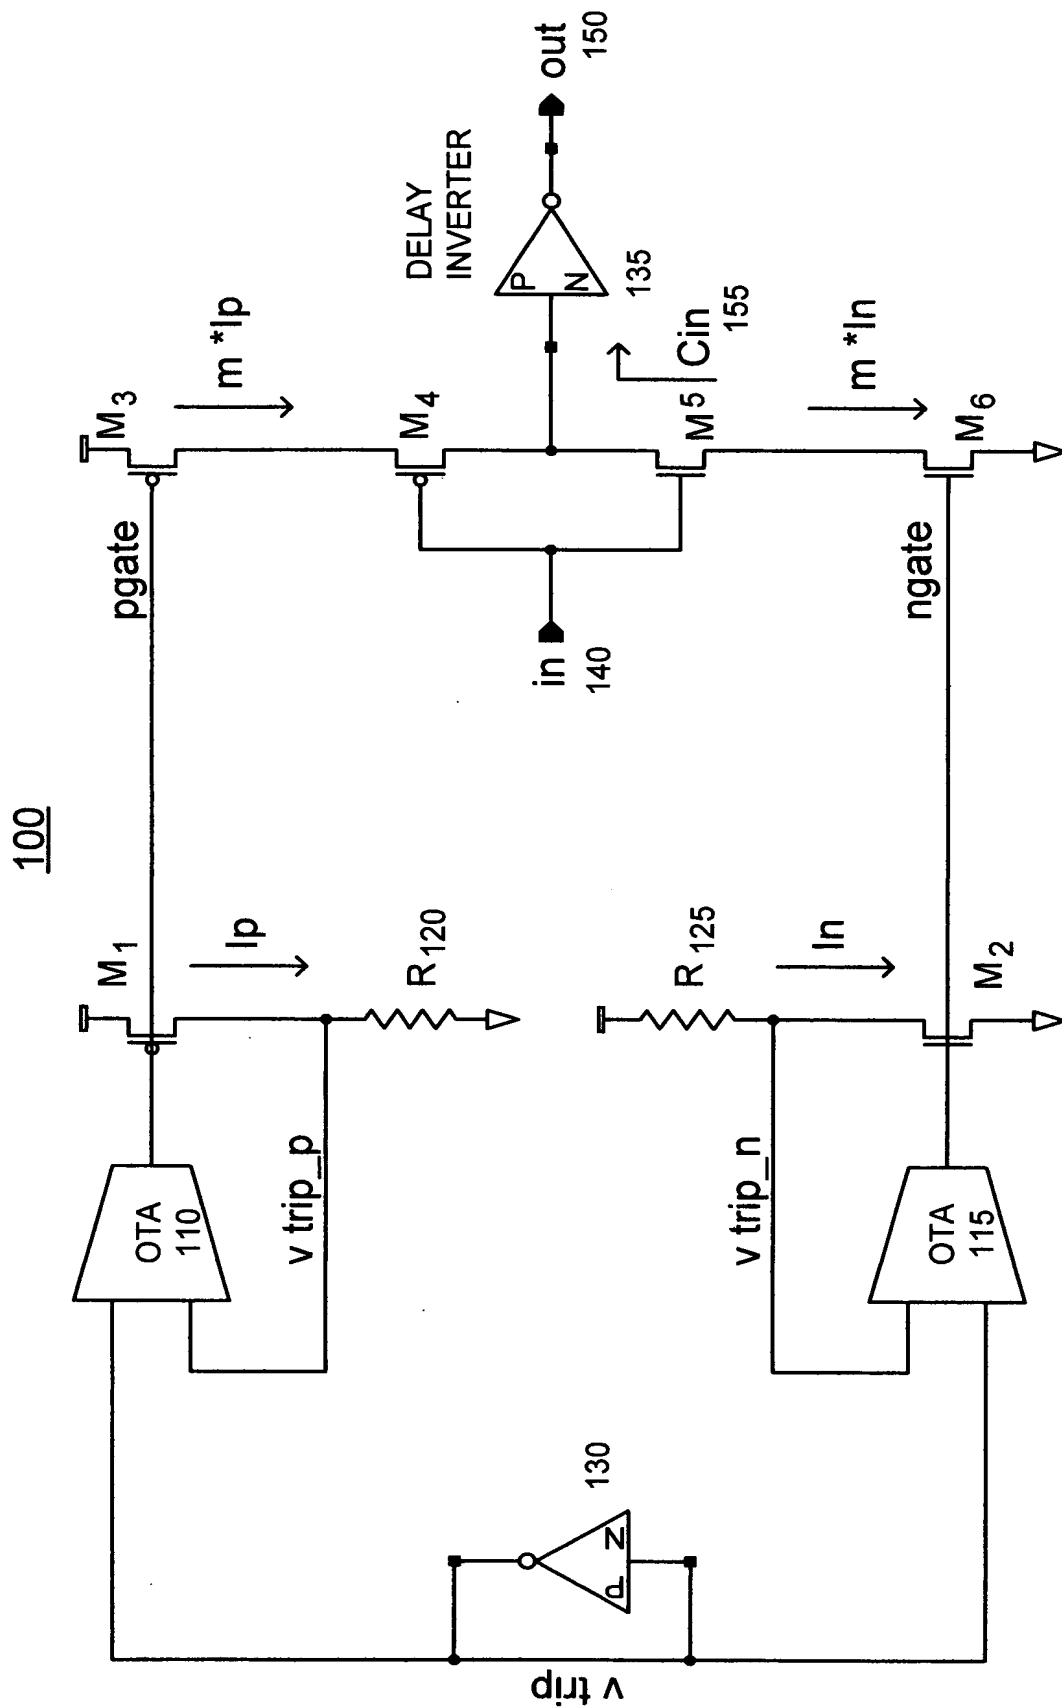 100
M1
Ip
R120
OTA
110
v trip_p
pgate
M3
m *Ip
M4
DELAY
INVERTER
P
N
135
out
150
in
140
Cin
155
M5
m *In
M6
ngate
R125
In
M2
v trip_n
OTA
115
P
N
130
v trip